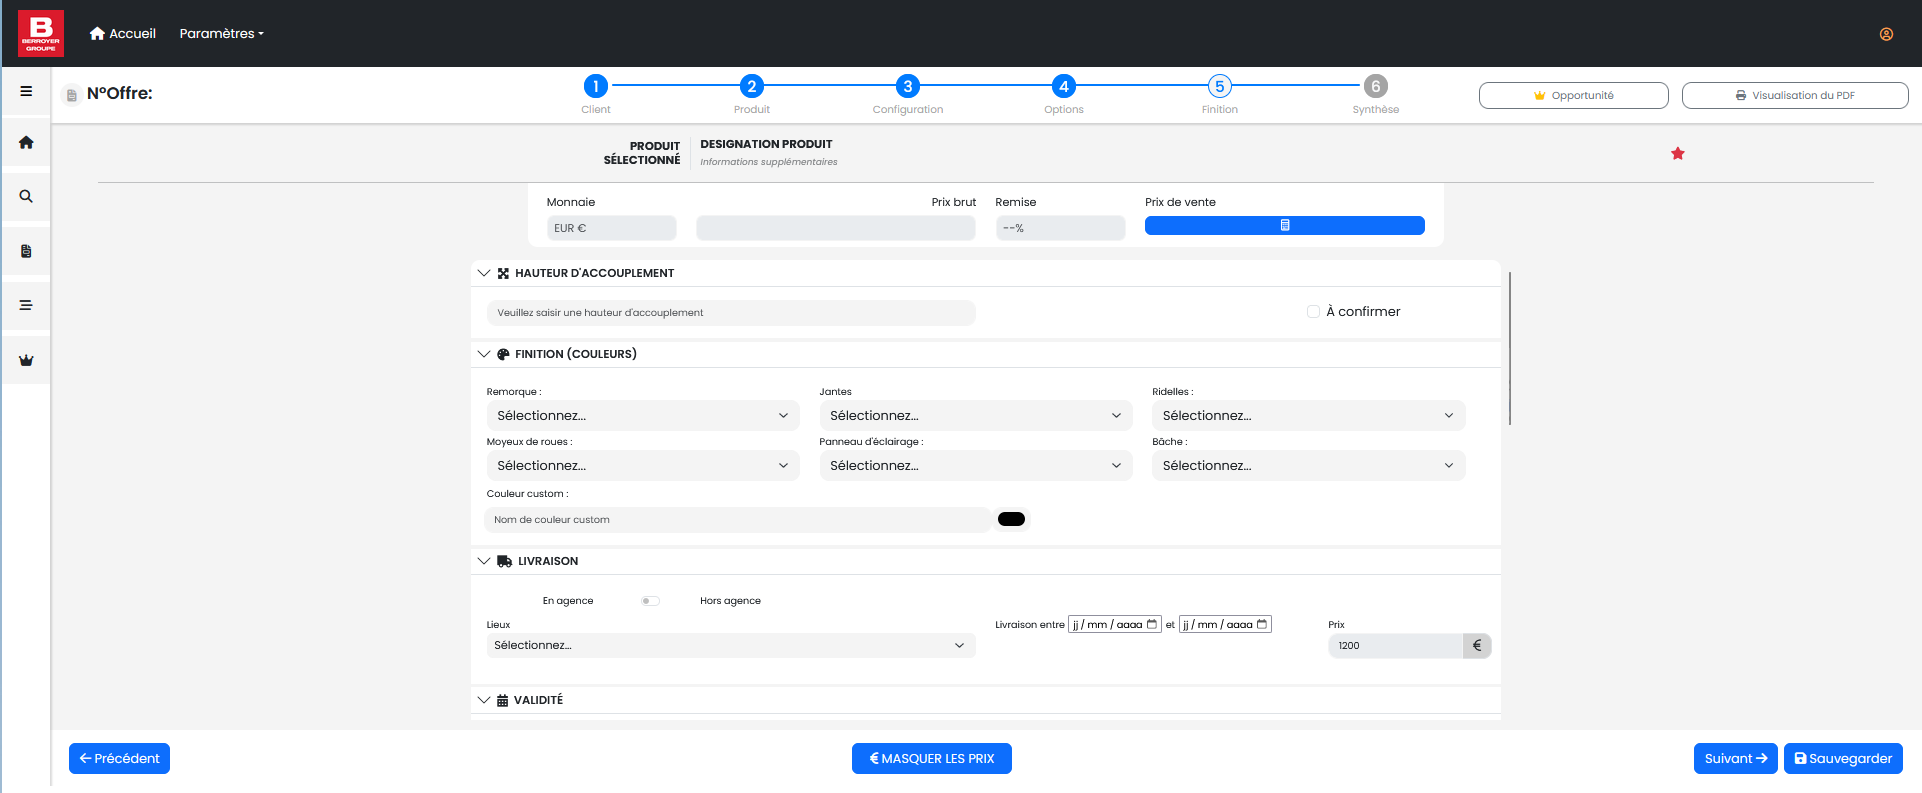 B
BERROYER
GROUPE
Accueil
Paramètres
N°Offre:
1
2
3
4
5
6
Client
Produit
Configuration
Options
Finition
Synthèse
Opportunité
Visualisation du PDF
PRODUIT
SÉLECTIONNÉ
DESIGNATION PRODUIT
Informations supplémentaires
Monnaie
Prix brut
Remise
Prix de vente
EUR €
--%
HAUTEUR D'ACCOUPLEMENT
Veuillez saisir une hauteur d'accouplement
À confirmer
FINITION (COULEURS)
Remorque :
Jantes
Ridelles :
Sélectionnez...
Sélectionnez...
Sélectionnez...
Moyeux de roues :
Panneau d'éclairage :
Bâche :
Sélectionnez...
Sélectionnez...
Sélectionnez...
Couleur custom :
Nom de couleur custom
LIVRAISON
En agence
Hors agence
Lieux
Livraison entre jj / mm / aaaa et jj / mm / aaaa
Prix
Sélectionnez...
1200
€
VALIDITÉ
Précédent
€ MASQUER LES PRIX
Suivant
Sauvegarder